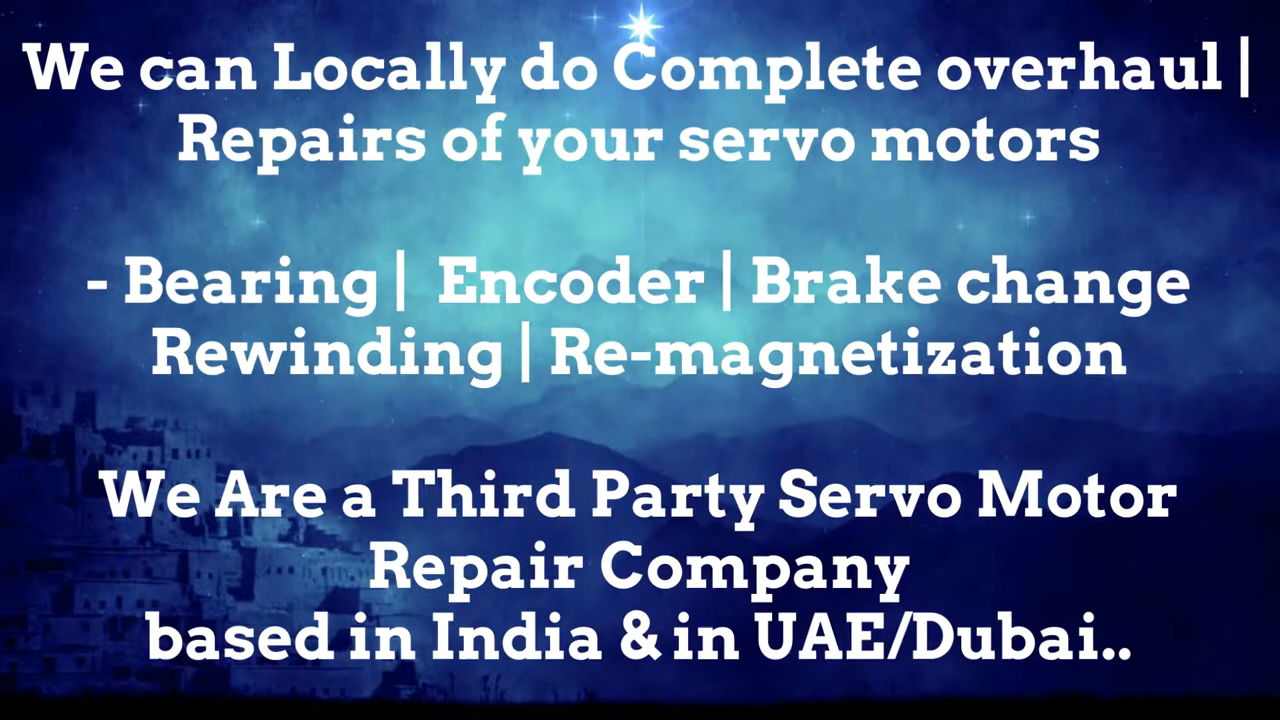 We can Locally do Complete overhaul |
Repairs of your servo motors
- Bearing | Encoder | Brake change
Rewinding | Re-magnetization
We Are a Third Party Servo Motor
Repair Company
based in India & in UAE/Dubai..